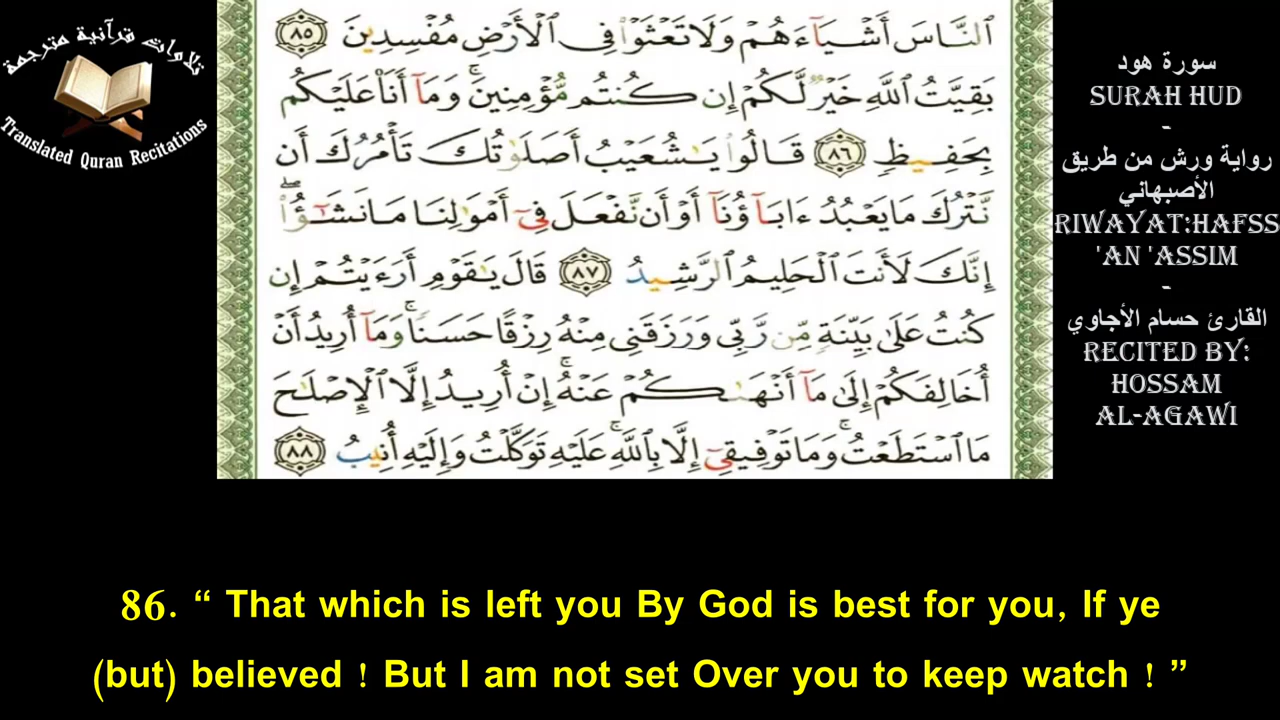 تلاوات قرآنية مترجمة
Translated Quran Recitations
ٱلنَّاسَ أَشْيَآءَهُمْ وَلَا تَعْثَوْا۟ فِى ٱلْأَرْضِ مُفْسِدِينَ ٨٥
بَقِيَّتُ ٱللَّهِ خَيْرٌ لَّكُمْ إِن كُنتُم مُّؤْمِنِينَ ۚ وَمَآ أَنَا۠ عَلَيْكُم
بِحَفِيظٍ ٨٦ قَالُوا۟ يَٰشُعَيْبُ أَصَلَوٰتُكَ تَأْمُرُكَ أَن
نَّتْرُكَ مَا يَعْبُدُ ءَابَآؤُنَآ أَوْ أَن نَّفْعَلَ فِىٓ أَمْوَٰلِنَا مَا نَشَٰٓؤُا۟ ۖ
إِنَّكَ لَأَنتَ ٱلْحَلِيمُ ٱلرَّشِيدُ ٨٧ قَالَ يَٰقَوْمِ أَرَءَيْتُمْ إِن
كُنتُ عَلَىٰ بَيِّنَةٍ مِّن رَّبِّى وَرَزَقَنِى مِنْهُ رِزْقًا حَسَنًا ۚ وَمَآ أُرِيدُ أَنْ
أُخَالِفَكُمْ إِلَىٰ مَآ أَنْهَىٰكُمْ عَنْهُ ۚ إِنْ أُرِيدُ إِلَّا ٱلْإِصْلَٰحَ
مَا ٱسْتَطَعْتُ ۚ وَمَا تَوْفِيقِىٓ إِلَّا بِٱللَّهِ ۚ عَلَيْهِ تَوَكَّلْتُ وَإِلَيْهِ أُنِيبُ ٨٨
سورة هود
SURAH HUD
-
رواية ورش من طريق
الأصبهاني
RIWAYAT:HAFSS
'AN 'ASSIM
-
القارئ حسام الأجاوي
RECITED BY:
HOSSAM
AL-AGAWI
86. “ That which is left you By God is best for you, If ye
(but) believed ! But I am not set Over you to keep watch ! ”